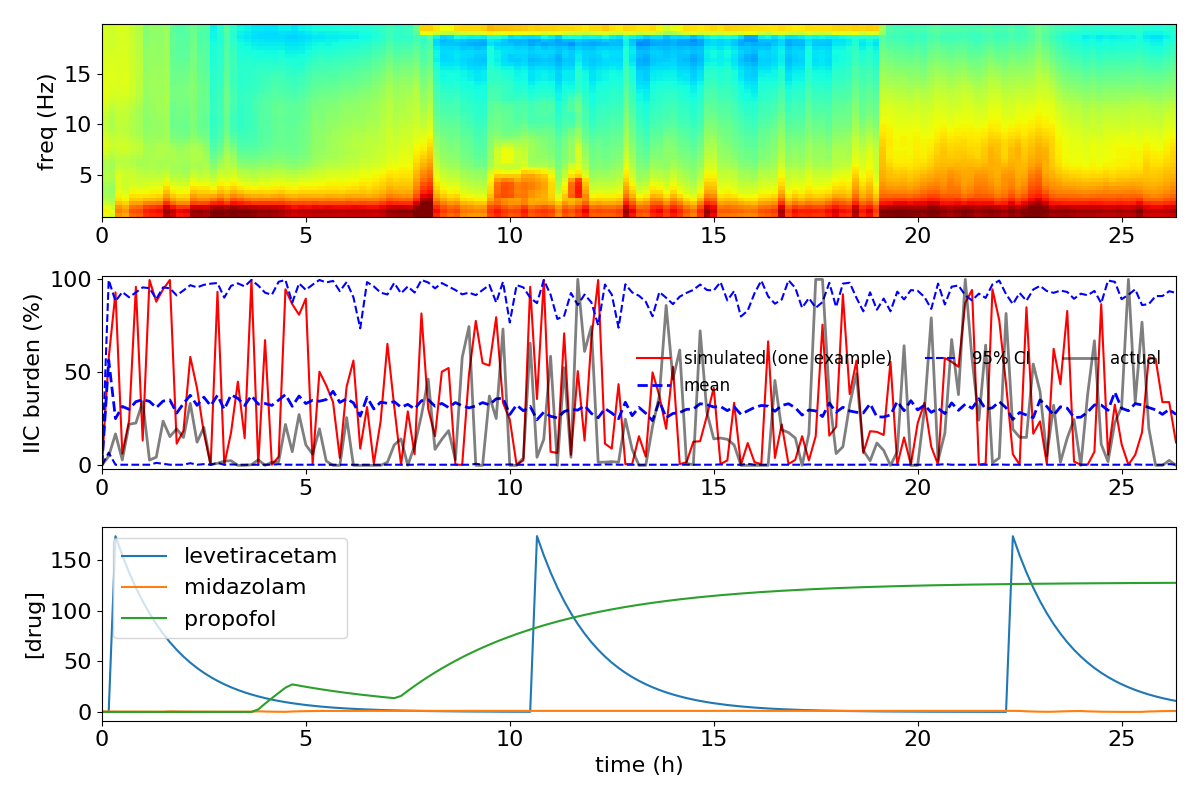 freq (Hz)
15
10
5
0 5 10 15 20 25
IIC burden (%)
100
50
0
simulated (one example) 95% CI actual
mean
0 5 10 15 20 25
[drug]
150
100
50
0
levetiracetam
midazolam
propofol
0 5 10 15 20 25
time (h)